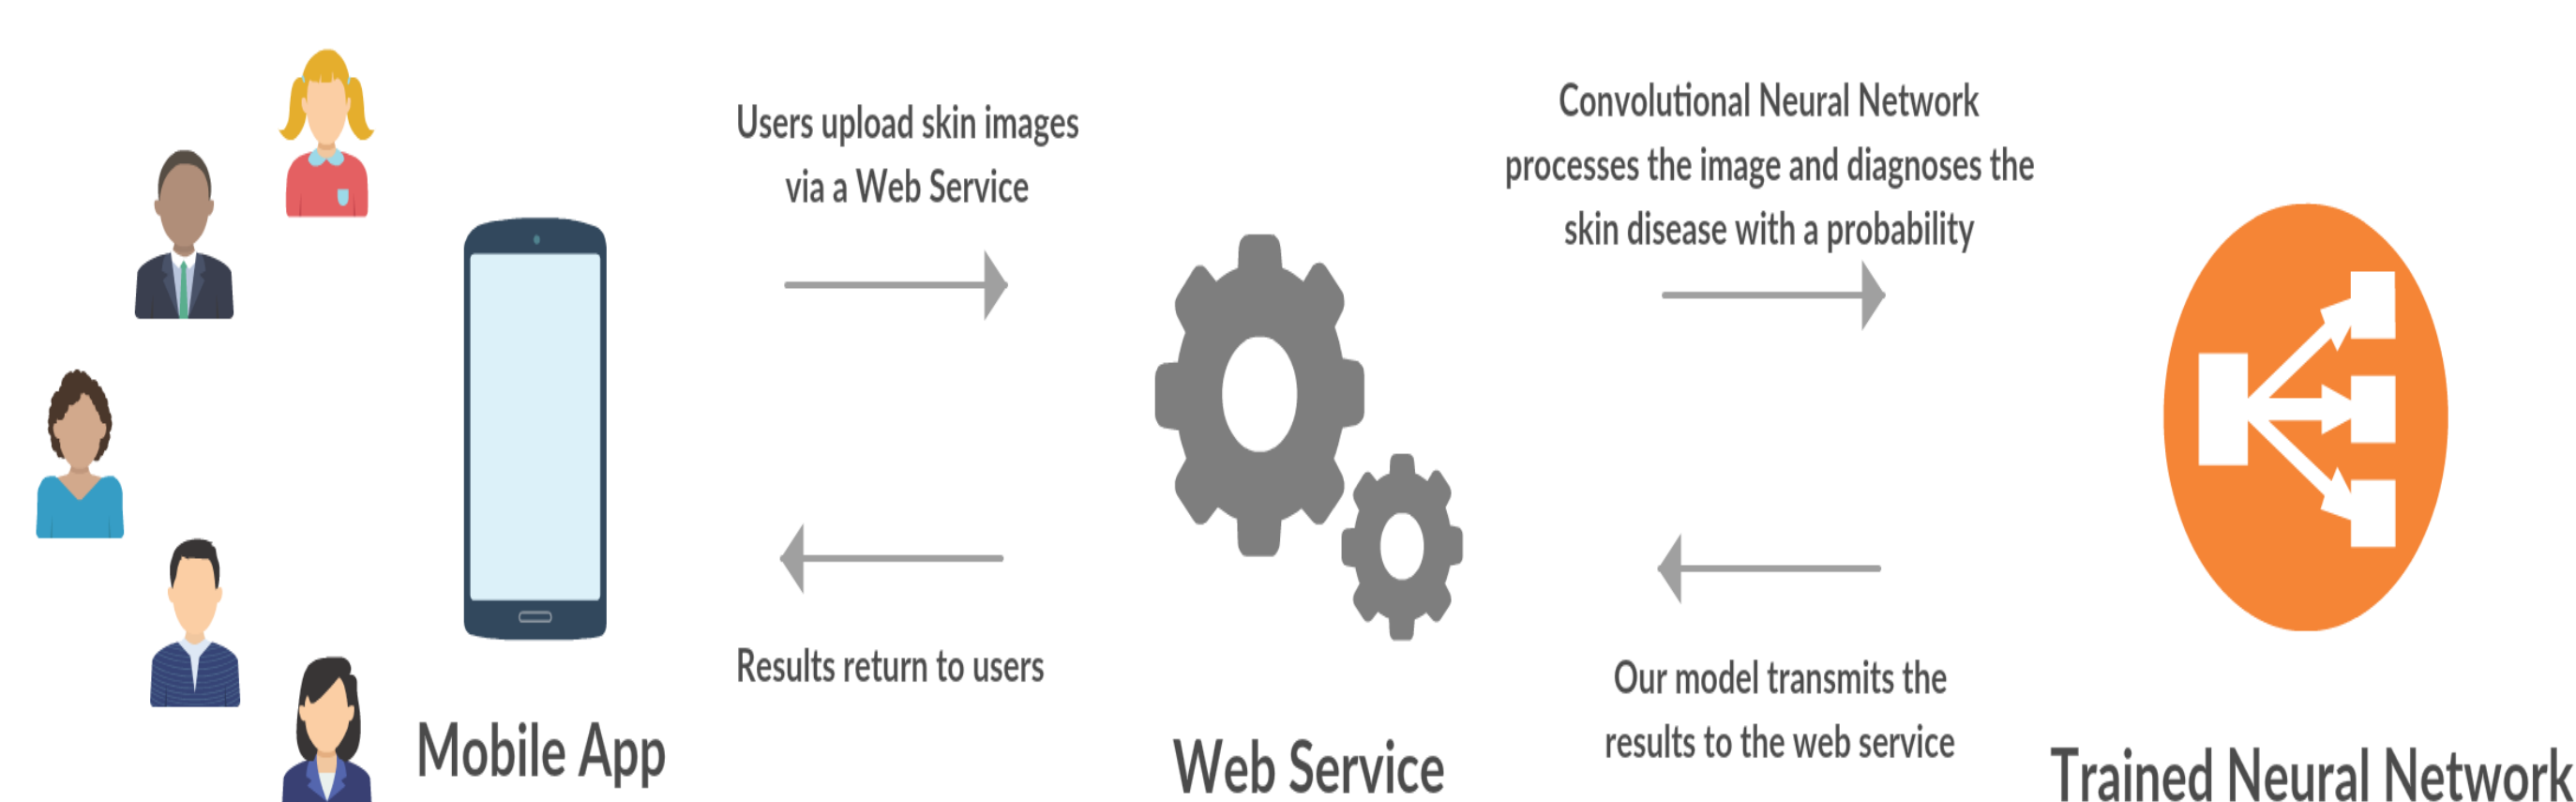 Users upload skin images
via a Web Service
Convolutional Neural Network
processes the image and diagnoses the
skin disease with a probability
Results return to users
Our model transmits the
results to the web service
Mobile App
Web Service
Trained Neural Network